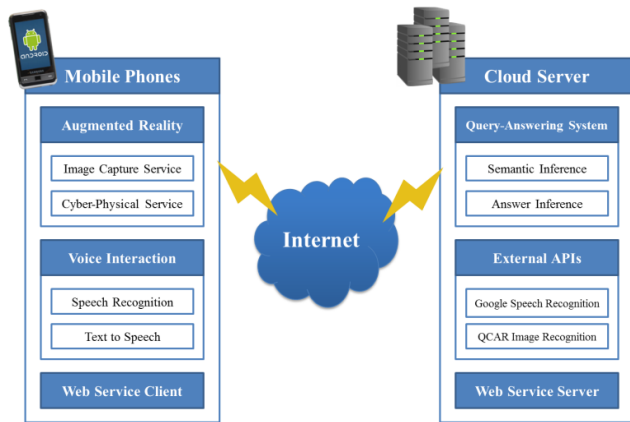 ANDROID
Mobile Phones
Augmented Reality
Image Capture Service
Cyber-Physical Service
Voice Interaction
Speech Recognition
Text to Speech
Web Service Client
Internet
Cloud Server
Query-Answering System
Semantic Inference
Answer Inference
External APIs
Google Speech Recognition
QCAR Image Recognition
Web Service Server